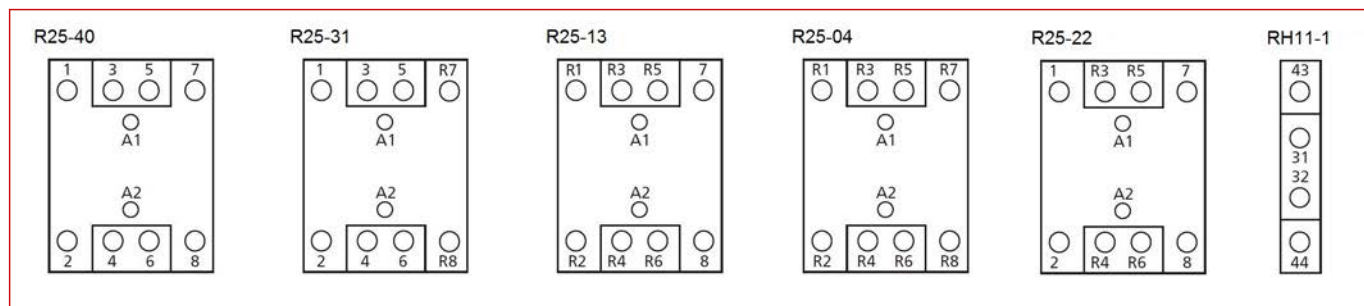 R25-40 R25-31 R25-13 R25-04 R25-22 RH11-1
1 3 5 7 1 3 5 R7 R1 R3 R5 7 R1 R3 R5 R7 1 R3 R5 7 43
A1 A1 A1 A1 A1
31
32
A2 A2 A2 A2 A2
2 4 6 8 2 4 6 R8 R2 R4 R6 8 R2 R4 R6 R8 2 R4 R6 8 44